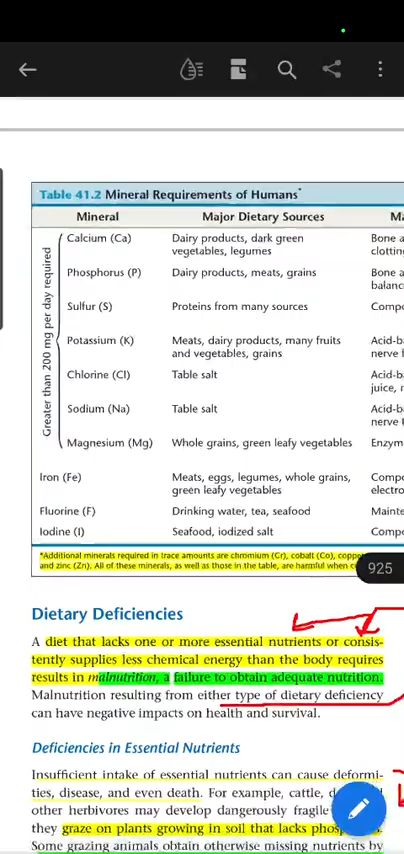 Table 41.2 Mineral Requirements of Humans*
Mineral Major Dietary Sources
Greater than 200 mg per day required
Calcium (Ca) Dairy products, dark green Bone a
vegetables, legumes clotting
Phosphorus (P) Dairy products, meats, grains Bone a
balanc
Sulfur (S) Proteins from many sources Compo
Potassium (K) Meats, dairy products, many fruits Acid-ba
and vegetables, grains nerve
Chlorine (Cl) Table salt Acid-ba
juice,
Sodium (Na) Table salt Acid-ba
nerve
Magnesium (Mg) Whole grains, green leafy vegetables Enzym
Iron (Fe) Meats, eggs, legumes, whole grains, Compo
green leafy vegetables electro
Fluorine (F) Drinking water, tea, seafood Mainte
Iodine (I) Seafood, iodized salt Compo
*Additional minerals required in trace amounts are chromium (Cr), cobalt (Co), coppe
and zinc (Zn). All of these minerals, as well as those in the table, are harmful when c
925
Dietary Deficiencies
A diet that lacks one or more essential nutrients or consis-
tently supplies less chemical energy than the body requires
results in malnutrition, a failure to obtain adequate nutrition.
Malnutrition resulting from either type of dietary deficiency
can have negative impacts on health and survival.
Deficiencies in Essential Nutrients
Insufficient intake of essential nutrients can cause deformi-
ties, disease, and even death. For example, cattle, d
other herbivores may develop dangerously fragile
they graze on plants growing in soil that lacks phosp
Some grazing animals obtain otherwise missing nutrients by